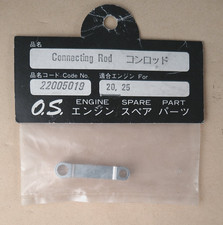 品名
Connecting Rod コンロッド
品名コード Code No. 適合エンジン For
22005019 20, 25
O.S. ENGINE SPARE PART
エンジン スペア パーツ